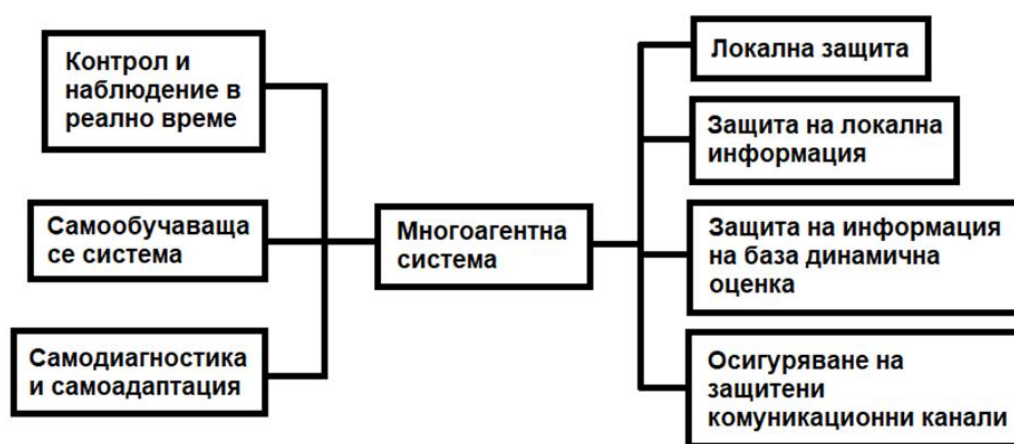 Контрол и
наблюдение в
реално време
Самообучаваща
се система
Самодиагностика
и самоадаптация
Многоагентна
система
Локална защита
Защита на локална
информация
Защита на информация
на база динамична
оценка
Осигуряване на
защитени
комуникационни канали